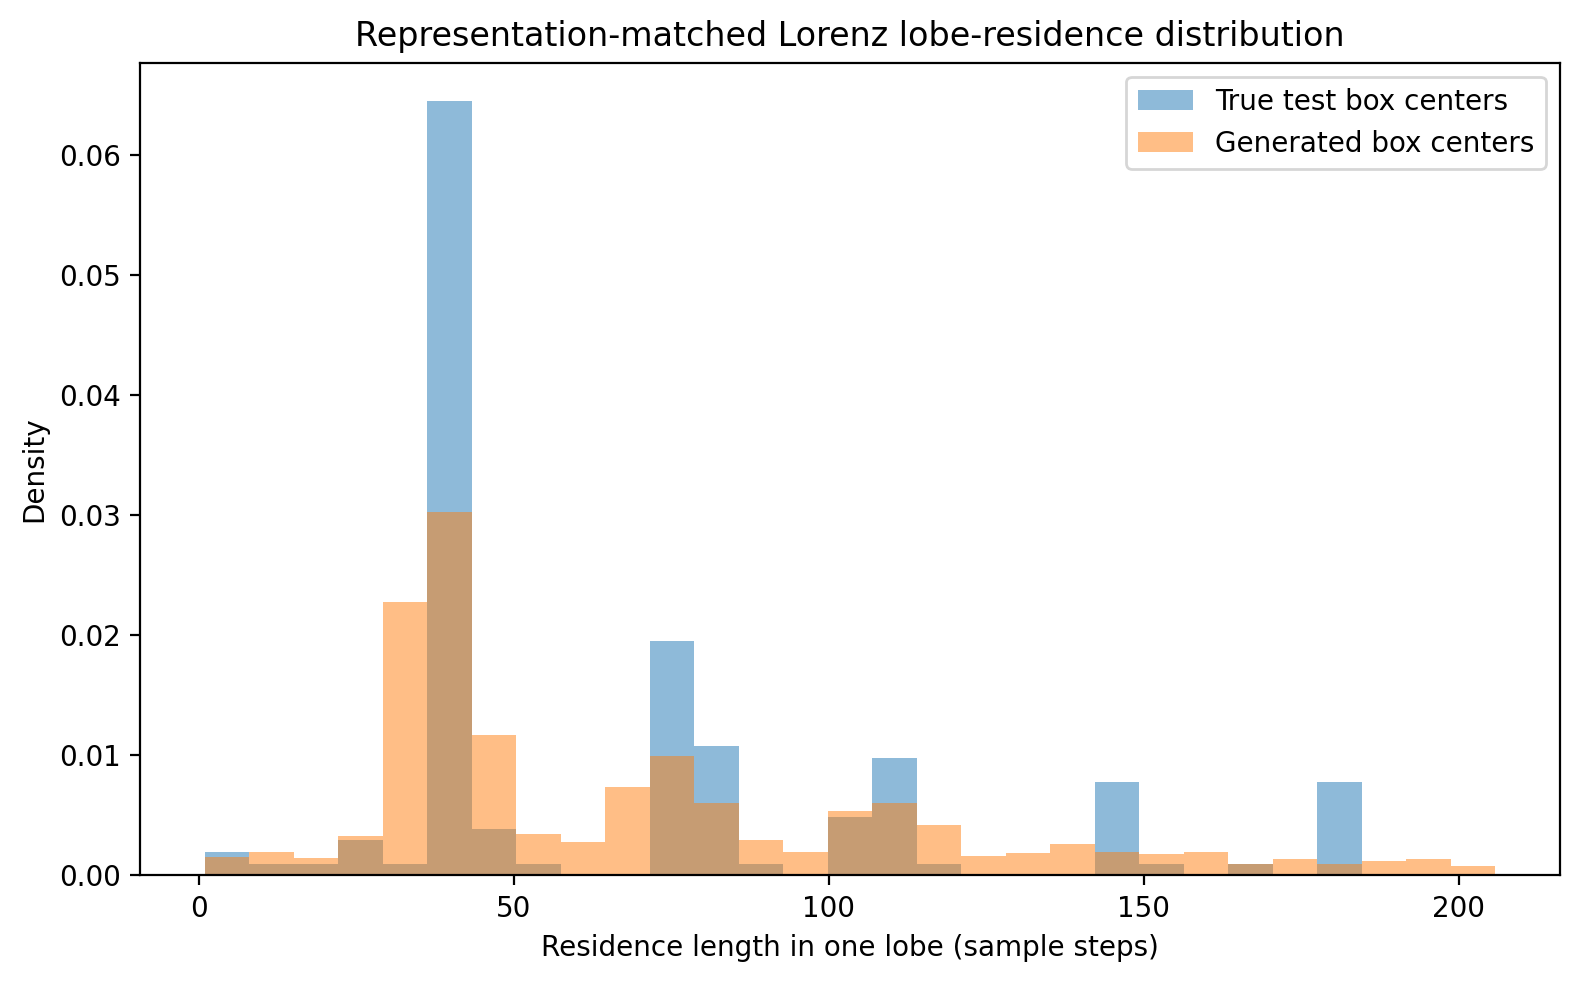 Representation-matched Lorenz lobe-residence distribution
True test box centers
Generated box centers
0.06
0.05
0.04
0.03
0.02
0.01
0.00
Density
0 50 100 150 200
Residence length in one lobe (sample steps)